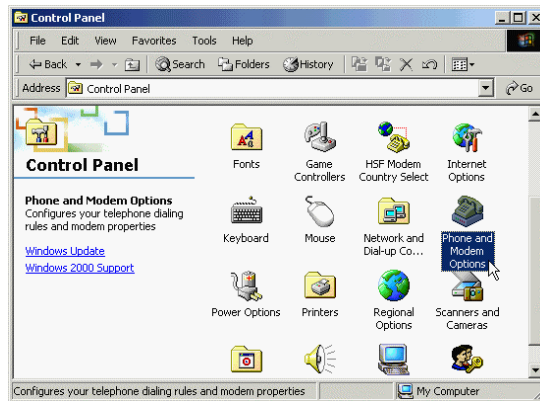 Control Panel
File Edit View Favorites Tools Help
Back Search Folders History
Address Control Panel Go
Control Panel
Phone and Modem Options
Configures your telephone dialing
rules and modem properties
Windows Update
Windows 2000 Support
Fonts
Game
Controllers
HSF Modem
Country Select
Internet
Options
Keyboard
Mouse
Network and
Dial-up Co...
Phone and
Modem
Options
Power Options
Printers
Regional
Options
Scanners and
Cameras
Configures your telephone dialing rules and modem properties My Computer